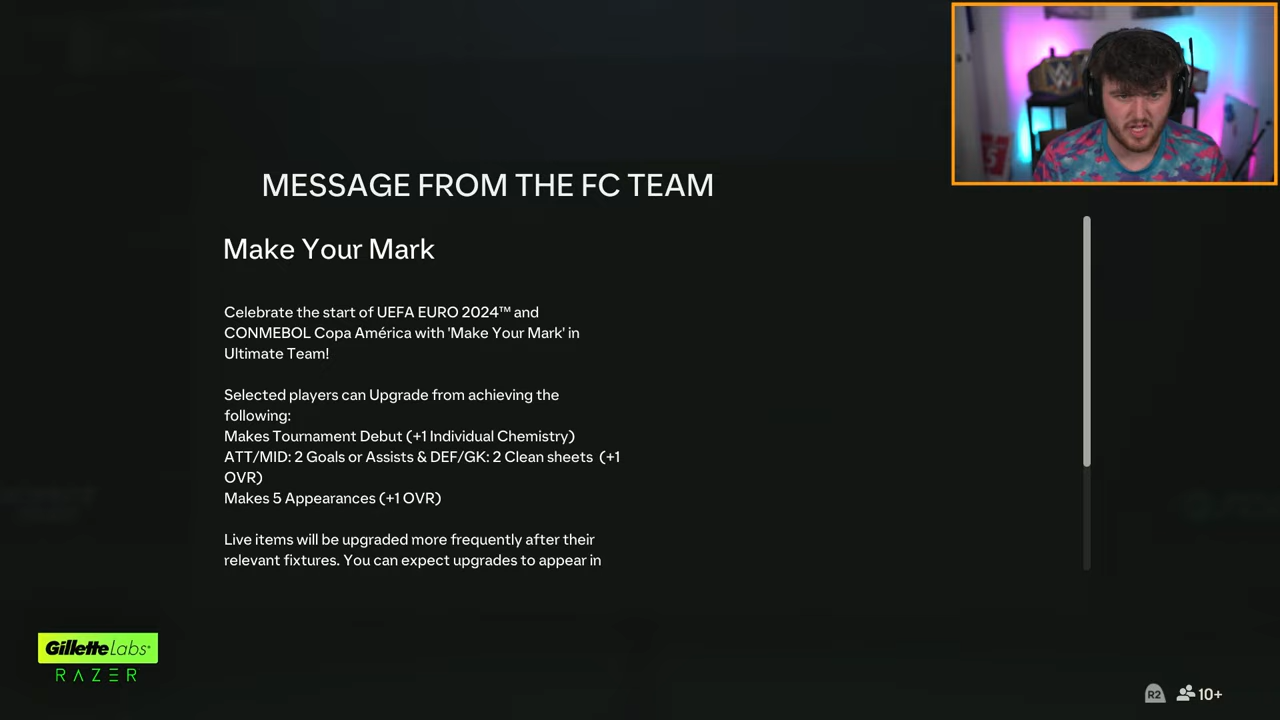 MESSAGE FROM THE FC TEAM
Make Your Mark
Celebrate the start of UEFA EURO 2024™ and
CONMEBOL Copa América with 'Make Your Mark' in
Ultimate Team!
Selected players can Upgrade from achieving the
following:
Makes Tournament Debut (+1 Individual Chemistry)
ATT/MID: 2 Goals or Assists & DEF/GK: 2 Clean sheets (+1
OVR)
Makes 5 Appearances (+1 OVR)
Live items will be upgraded more frequently after their
relevant fixtures. You can expect upgrades to appear in
Gillette Labs
RAZER
R2 10+